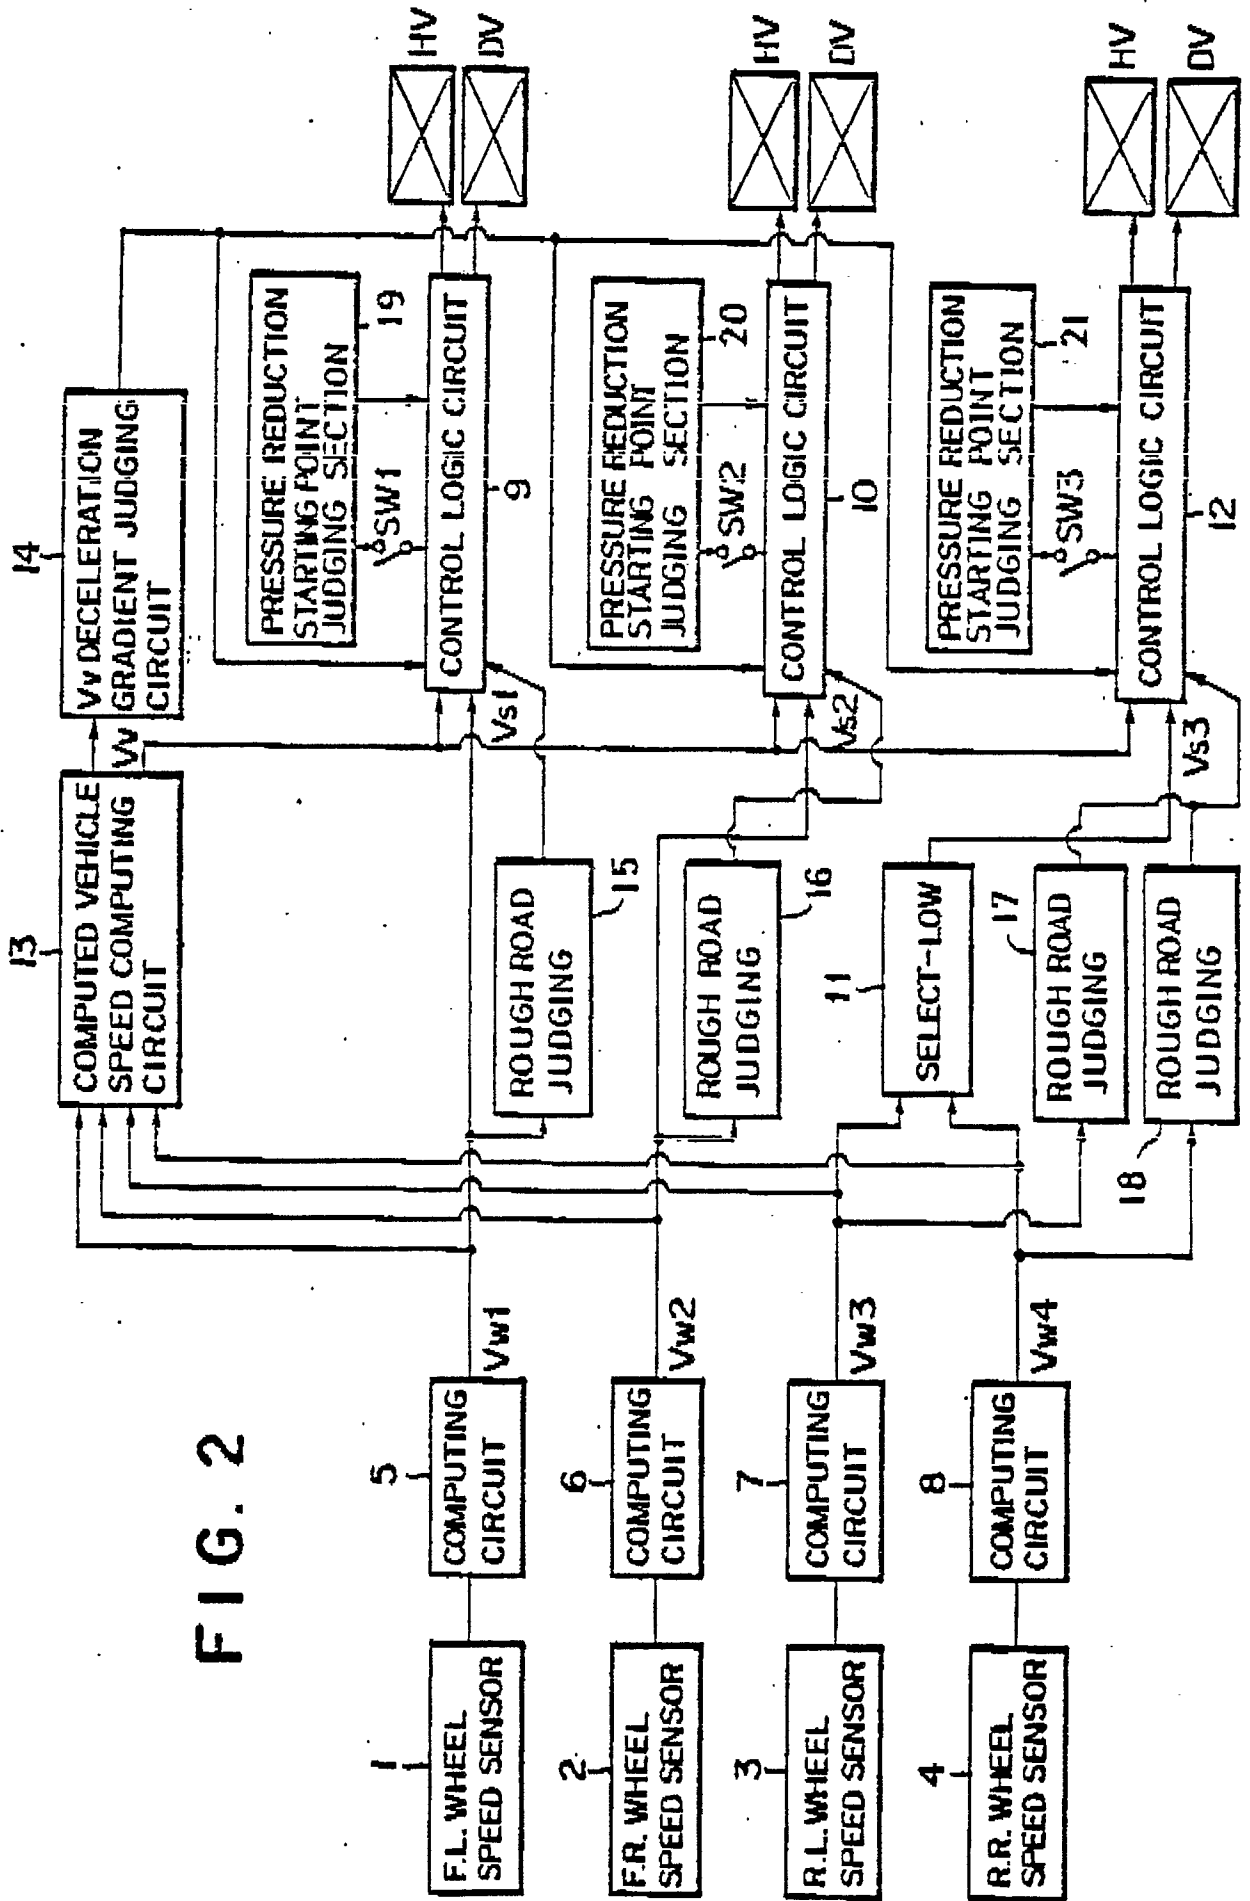 FIG. 2
1
F.L. WHEEL
SPEED SENSOR
2
F.R. WHEEL
SPEED SENSOR
3
R.L. WHEEL
SPEED SENSOR
4
R.R. WHEEL
SPEED SENSOR
5
COMPUTING
CIRCUIT
6
COMPUTING
CIRCUIT
7
COMPUTING
CIRCUIT
8
COMPUTING
CIRCUIT
Vw1
Vw2
Vw3
Vw4
13
COMPUTED VEHICLE
SPEED COMPUTING
CIRCUIT
Vv
14
Vv DECELERATION
GRADIENT JUDGING
CIRCUIT
ROUGH ROAD
JUDGING
15
ROUGH ROAD
JUDGING
16
11
SELECT-LOW
17
ROUGH ROAD
JUDGING
18
ROUGH ROAD
JUDGING
Vs1
Vs2
Vs3
PRESSURE REDUCTION
STARTING POINT
JUDGING SECTION
19
SW1
CONTROL LOGIC CIRCUIT
9
HV
DV
PRESSURE REDUCTION
STARTING POINT
JUDGING SECTION
20
SW2
CONTROL LOGIC CIRCUIT
10
HV
DV
PRESSURE REDUCTION
STARTING POINT
JUDGING SECTION
21
SW3
CONTROL LOGIC CIRCUIT
12
HV
DV